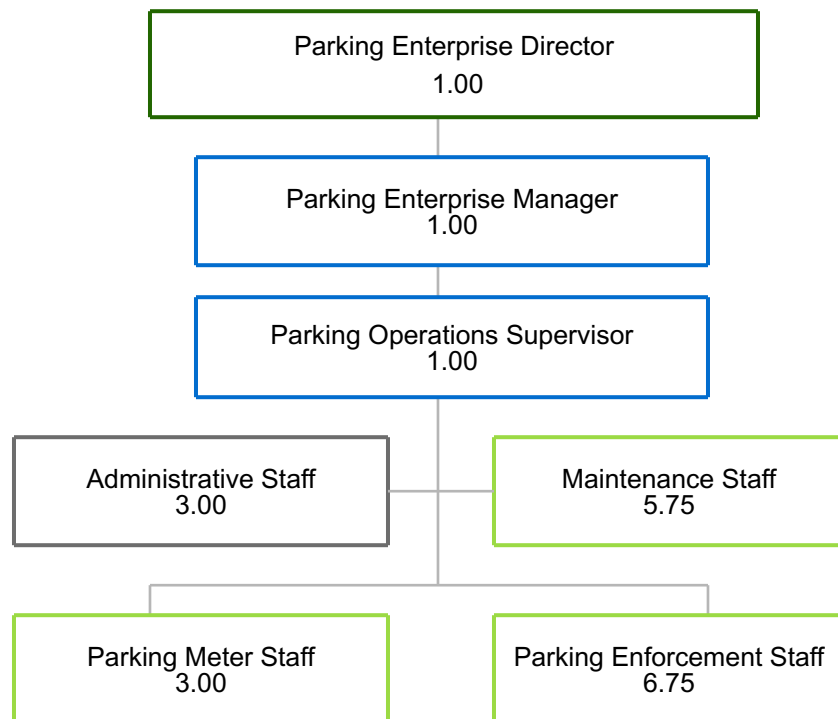 Parking Enterprise Director
1.00
Parking Enterprise Manager
1.00
Parking Operations Supervisor
1.00
Administrative Staff
3.00
Maintenance Staff
5.75
Parking Meter Staff
3.00
Parking Enforcement Staff
6.75